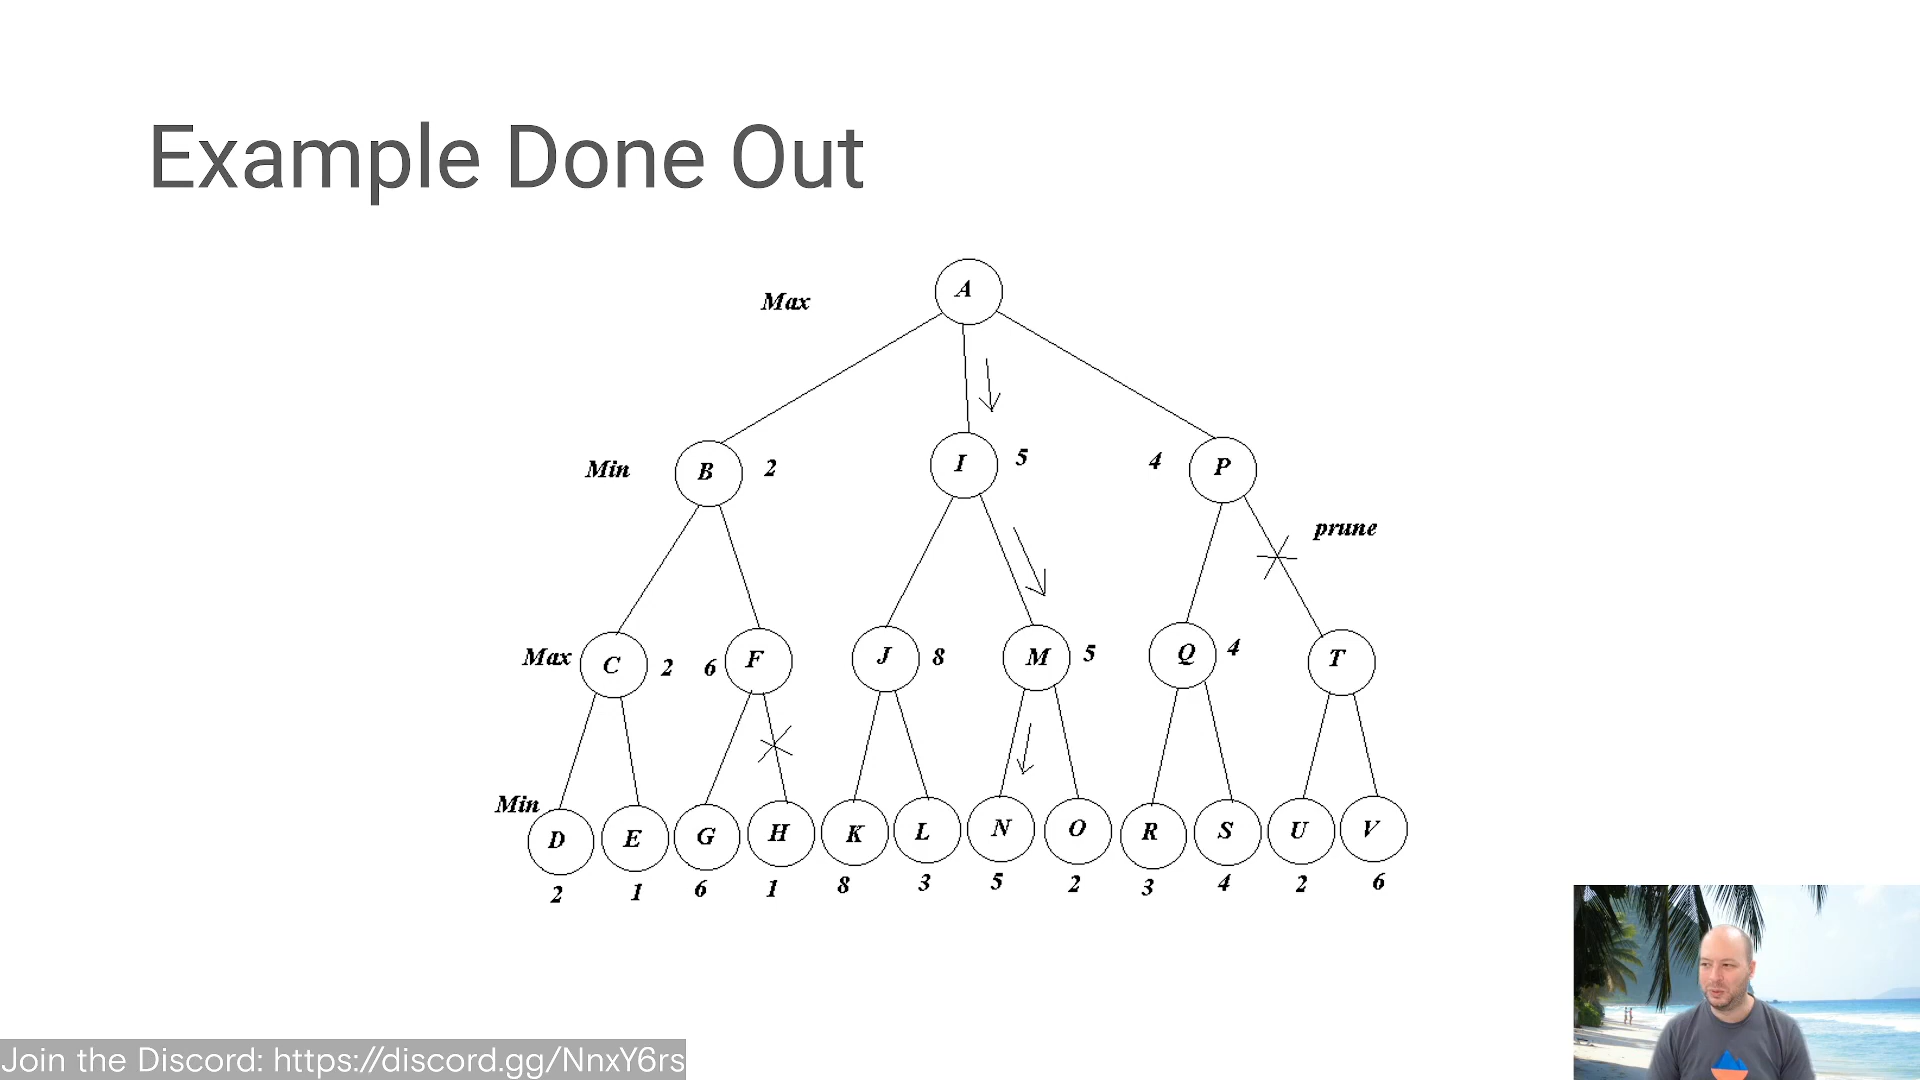 Example Done Out
Max
A
Min
B
2
I
5
4
P
prune
Max
C
2
6
F
J
8
M
5
Q
4
T
Min
D
E
G
H
K
L
N
O
R
S
U
V
2
1
6
1
8
3
5
2
3
4
2
6
Join the Discord: https://discord.gg/NnxY6rs